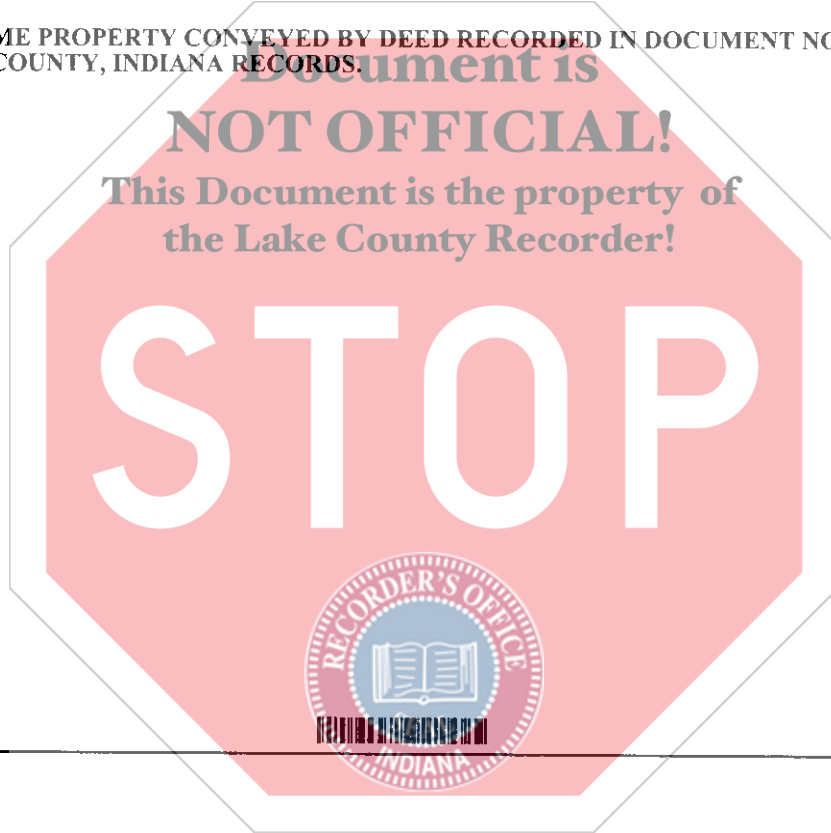 ME PROPERTY CONVEYED BY DEED RECORDED IN DOCUMENT NO
COUNTY, INDIANA RECORDS.
Document is
NOT OFFICIAL!
This Document is the property of
the Lake County Recorder!
STOP
RECORDER'S OFFICE
INDIANA